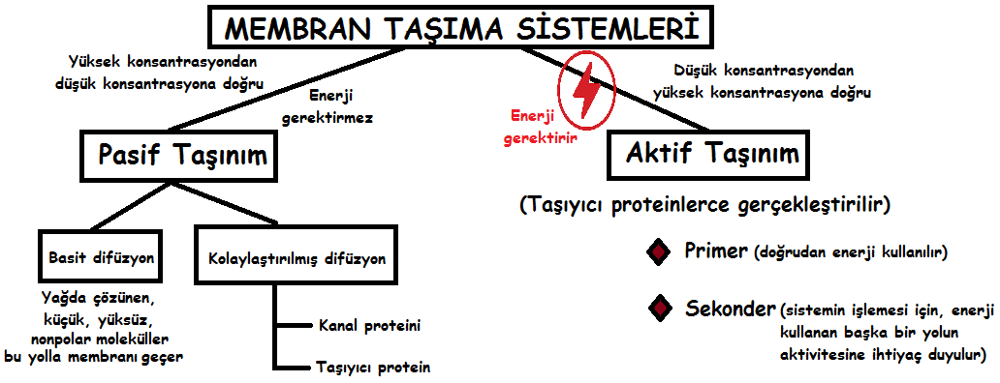 MEMBRAN TAŞIMA SİSTEMLERİ
Yüksek konsantrasyondan
düşük konsantrasyona doğru
Enerji
gerektirmez
Enerji
gerektirir
Düşük konsantrasyondan
yüksek konsantrasyona doğru
Pasif Taşınım
Aktif Taşınım
(Taşıyıcı proteinlerce gerçekleştirilir)
Basit difüzyon
Kolaylaştırılmış difüzyon
Yağda çözünen,
küçük, yüksüz,
nonpolar moleküller
bu yolla membranı geçer
Kanal proteini
Taşıyıcı protein
Primer (doğrudan enerji kullanılır)
Sekonder (sistemin işlemesi için, enerji
kullanan başka bir yolun
aktivitesine ihtiyaç duyulur)